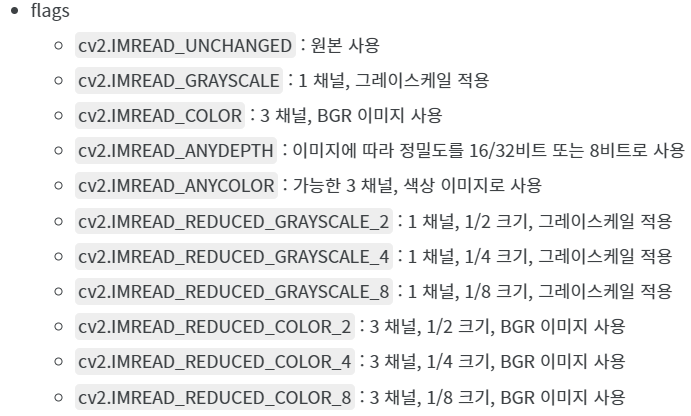 flags
cv2.IMREAD_UNCHANGED : 원본 사용
cv2.IMREAD_GRAYSCALE : 1 채널, 그레이스케일 적용
cv2.IMREAD_COLOR : 3 채널, BGR 이미지 사용
cv2.IMREAD_ANYDEPTH : 이미지에 따라 정밀도를 16/32비트 또는 8비트로 사용
cv2.IMREAD_ANYCOLOR : 가능한 3 채널, 색상 이미지로 사용
cv2.IMREAD_REDUCED_GRAYSCALE_2 : 1 채널, 1/2 크기, 그레이스케일 적용
cv2.IMREAD_REDUCED_GRAYSCALE_4 : 1 채널, 1/4 크기, 그레이스케일 적용
cv2.IMREAD_REDUCED_GRAYSCALE_8 : 1 채널, 1/8 크기, 그레이스케일 적용
cv2.IMREAD_REDUCED_COLOR_2 : 3 채널, 1/2 크기, BGR 이미지 사용
cv2.IMREAD_REDUCED_COLOR_4 : 3 채널, 1/4 크기, BGR 이미지 사용
cv2.IMREAD_REDUCED_COLOR_8 : 3 채널, 1/8 크기, BGR 이미지 사용